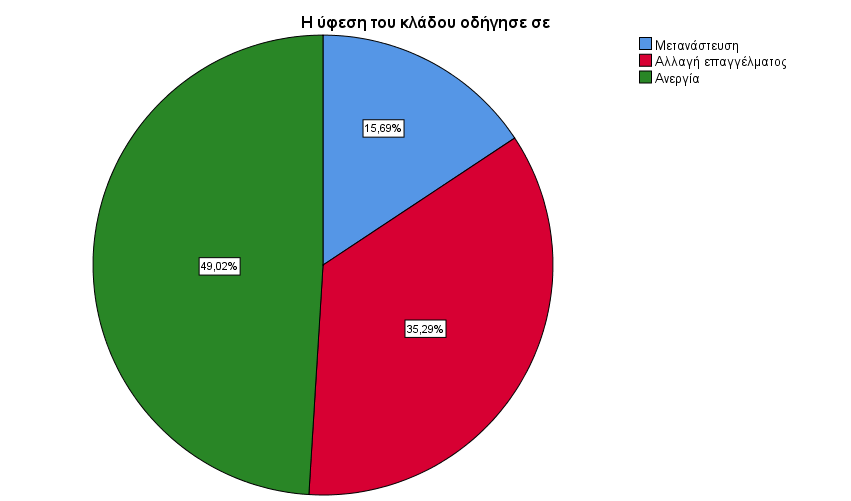 Η ύφεση του κλάδου οδήγησε σε
Μετανάστευση
Αλλαγή επαγγέλματος
Ανεργία
15,69%
49,02%
35,29%